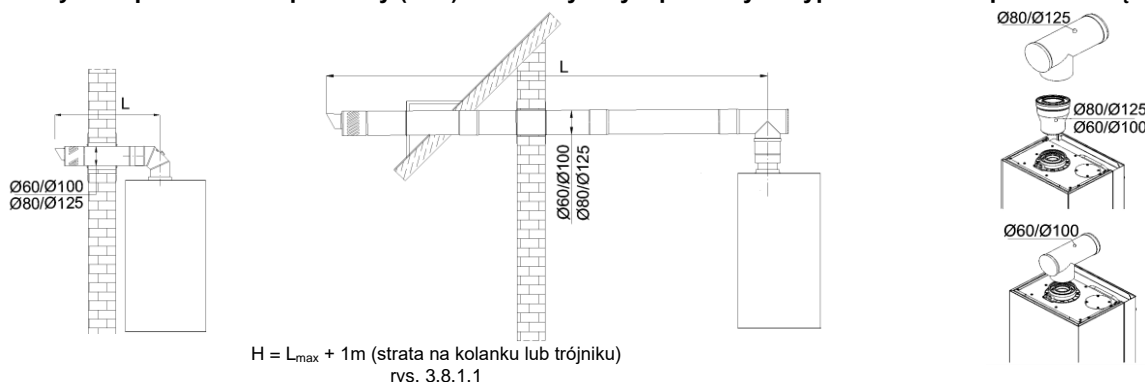 L
Ø60/Ø100
Ø80/Ø125
L
Ø60/Ø100
Ø80/Ø125
Ø80/Ø125
Ø80/Ø125
Ø60/Ø100
Ø60/Ø100
H = Lmax + 1m (strata na kolanku lub trójniku)
rys. 3.8.1.1